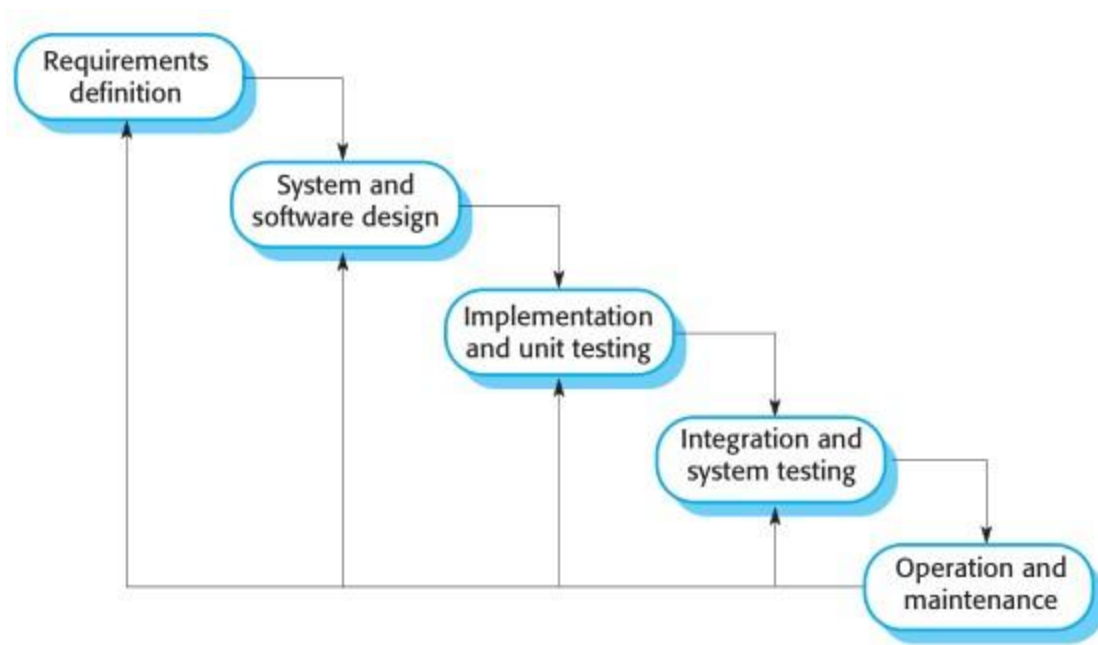 Requirements
definition
System and
software design
Implementation
and unit testing
Integration and
system testing
Operation and
maintenance